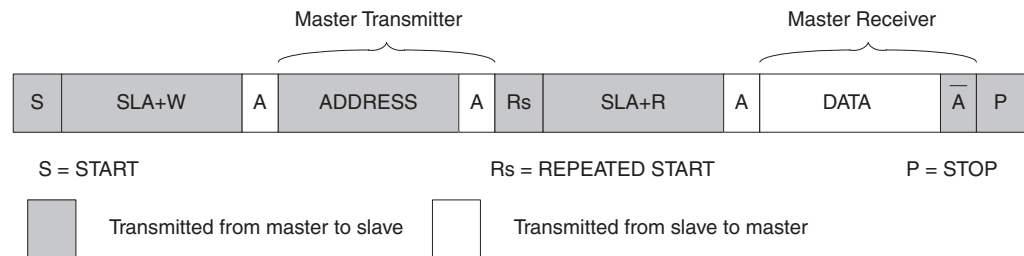 Master Transmitter Master Receiver
S SLA+W A ADDRESS A Rs SLA+R A DATA A̅ P
S = START Rs = REPEATED START P = STOP
Transmitted from master to slave Transmitted from slave to master